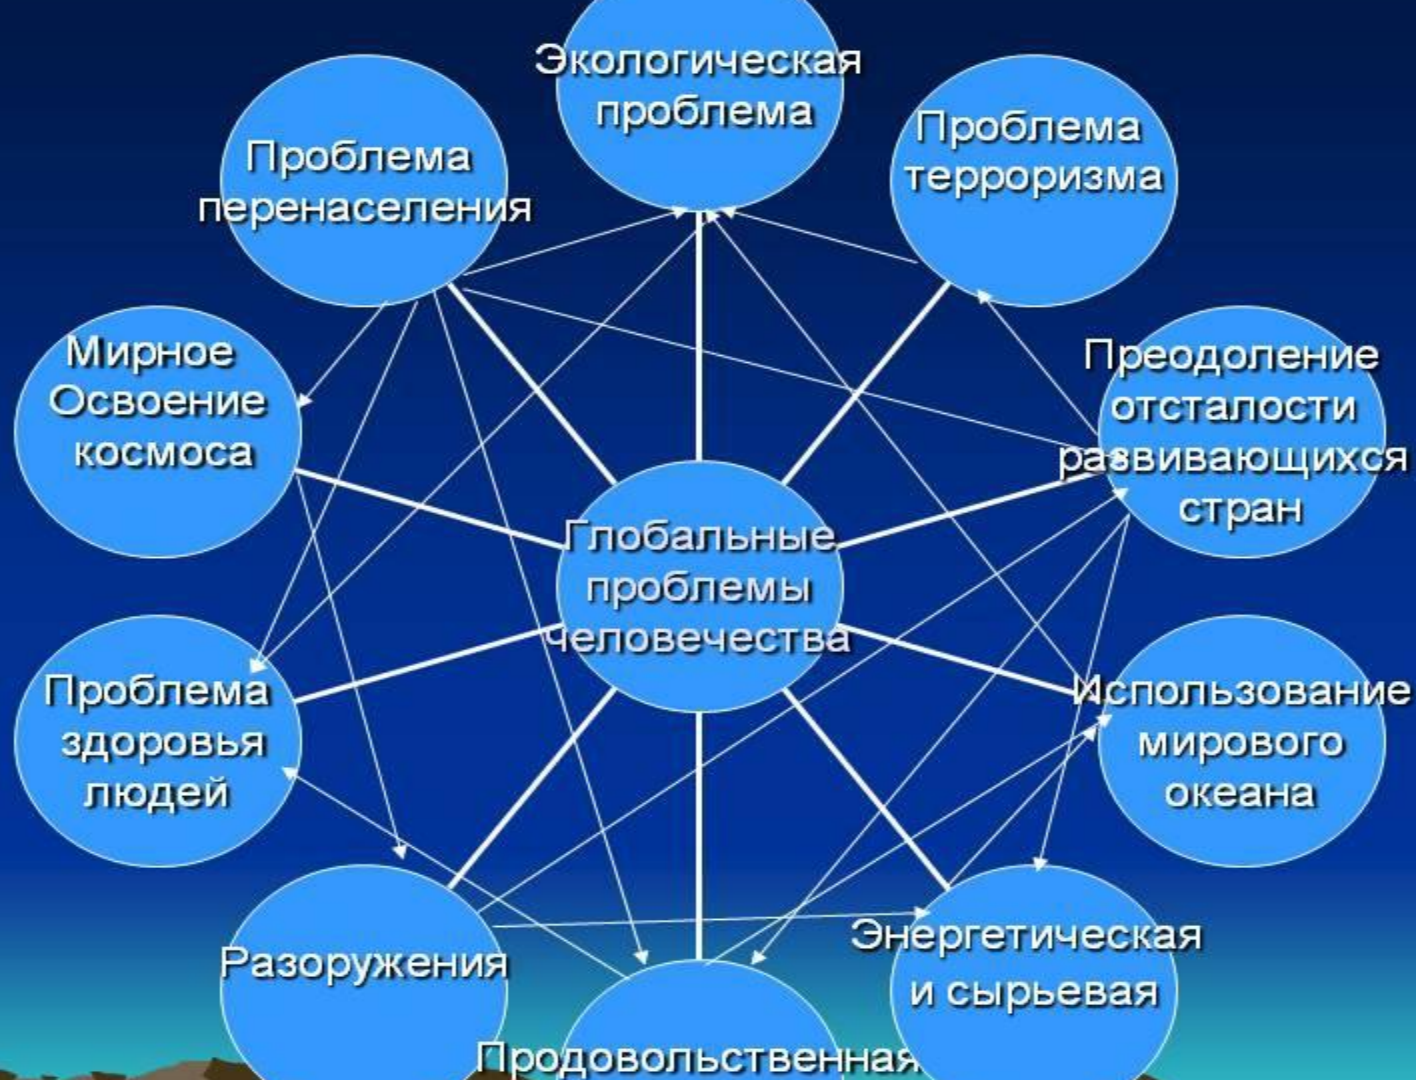 Экологическая
проблема
Проблема
терроризма
Проблема
перенаселения
Преодоление
отсталости
развивающихся
стран
Мирное
Освоение
космоса
Глобальные
проблемы
человечества
Использование
мирового
океана
Проблема
здоровья
людей
Энергетическая
и сырьевая
Разоружения
Продовольственная